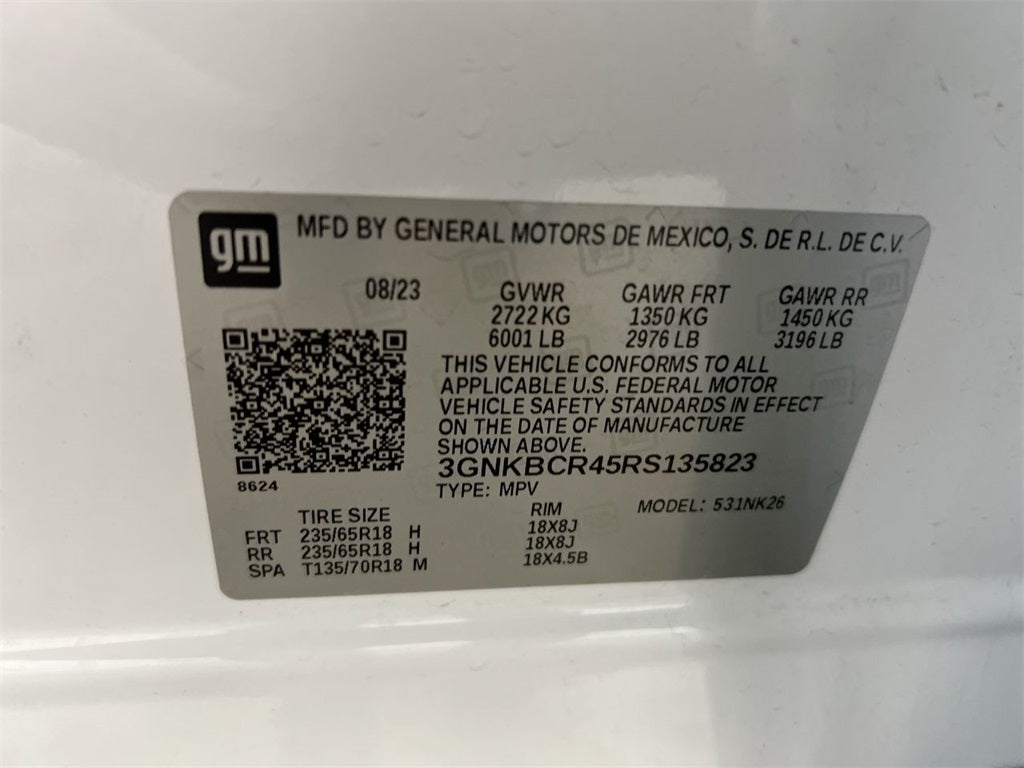 gm MFD BY GENERAL MOTORS DE MEXICO, S. DE R.L. DE C.V.
08/23 GVWR GAWR FRT GAWR RR
2722 KG 1350 KG 1450 KG
6001 LB 2976 LB 3196 LB
THIS VEHICLE CONFORMS TO ALL
APPLICABLE U.S. FEDERAL MOTOR
VEHICLE SAFETY STANDARDS IN EFFECT
ON THE DATE OF MANUFACTURE
SHOWN ABOVE.
3GNKBCR45RS135823
8624
TYPE: MPV MODEL: 531NK26
TIRE SIZE RIM
FRT 235/65R18 H 18X8J
RR 235/65R18 H 18X8J
SPA T135/70R18 M 18X4.5B